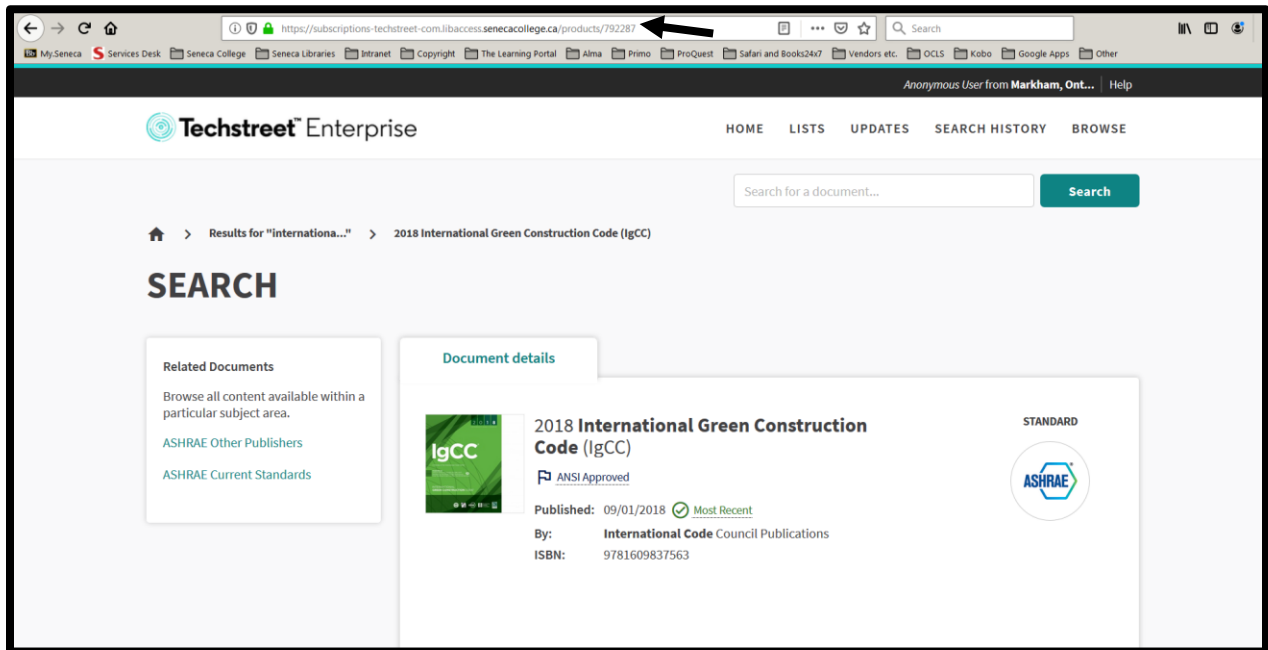 https://subscriptions-techstreet-com.libaccess.senecacollege.ca/products/792287
Search
My.Seneca Services Desk Seneca College Seneca Libraries Intranet Copyright The Learning Portal Alma Primo ProQuest Safari and Books24x7 Vendors etc. OCLS Kobo Google Apps Other
Anonymous User from Markham, Ont... Help
Techstreet™ Enterprise
HOME LISTS UPDATES SEARCH HISTORY BROWSE
Search for a document... Search
Results for "internationa..." > 2018 International Green Construction Code (IgCC)
SEARCH
Related Documents
Browse all content available within a
particular subject area.
ASHRAE Other Publishers
ASHRAE Current Standards
Document details
IgCC
2018 International Green Construction
Code (IgCC)
ANSI Approved
Published: 09/01/2018 Most Recent
By: International Code Council Publications
ISBN: 9781609837563
STANDARD
ASHRAE